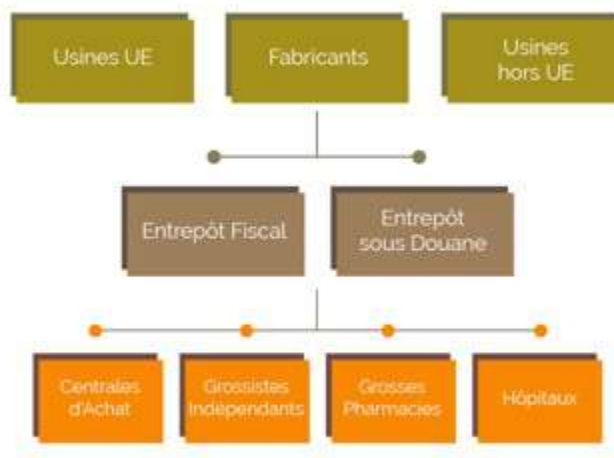 Usines UE
Fabricants
Usines
hors UE
Entrepôt Fiscal
Entrepôt
sous Douane
Centrales
d'Achat
Grossistes
Indépendants
Grosses
Pharmacies
Hôpitaux